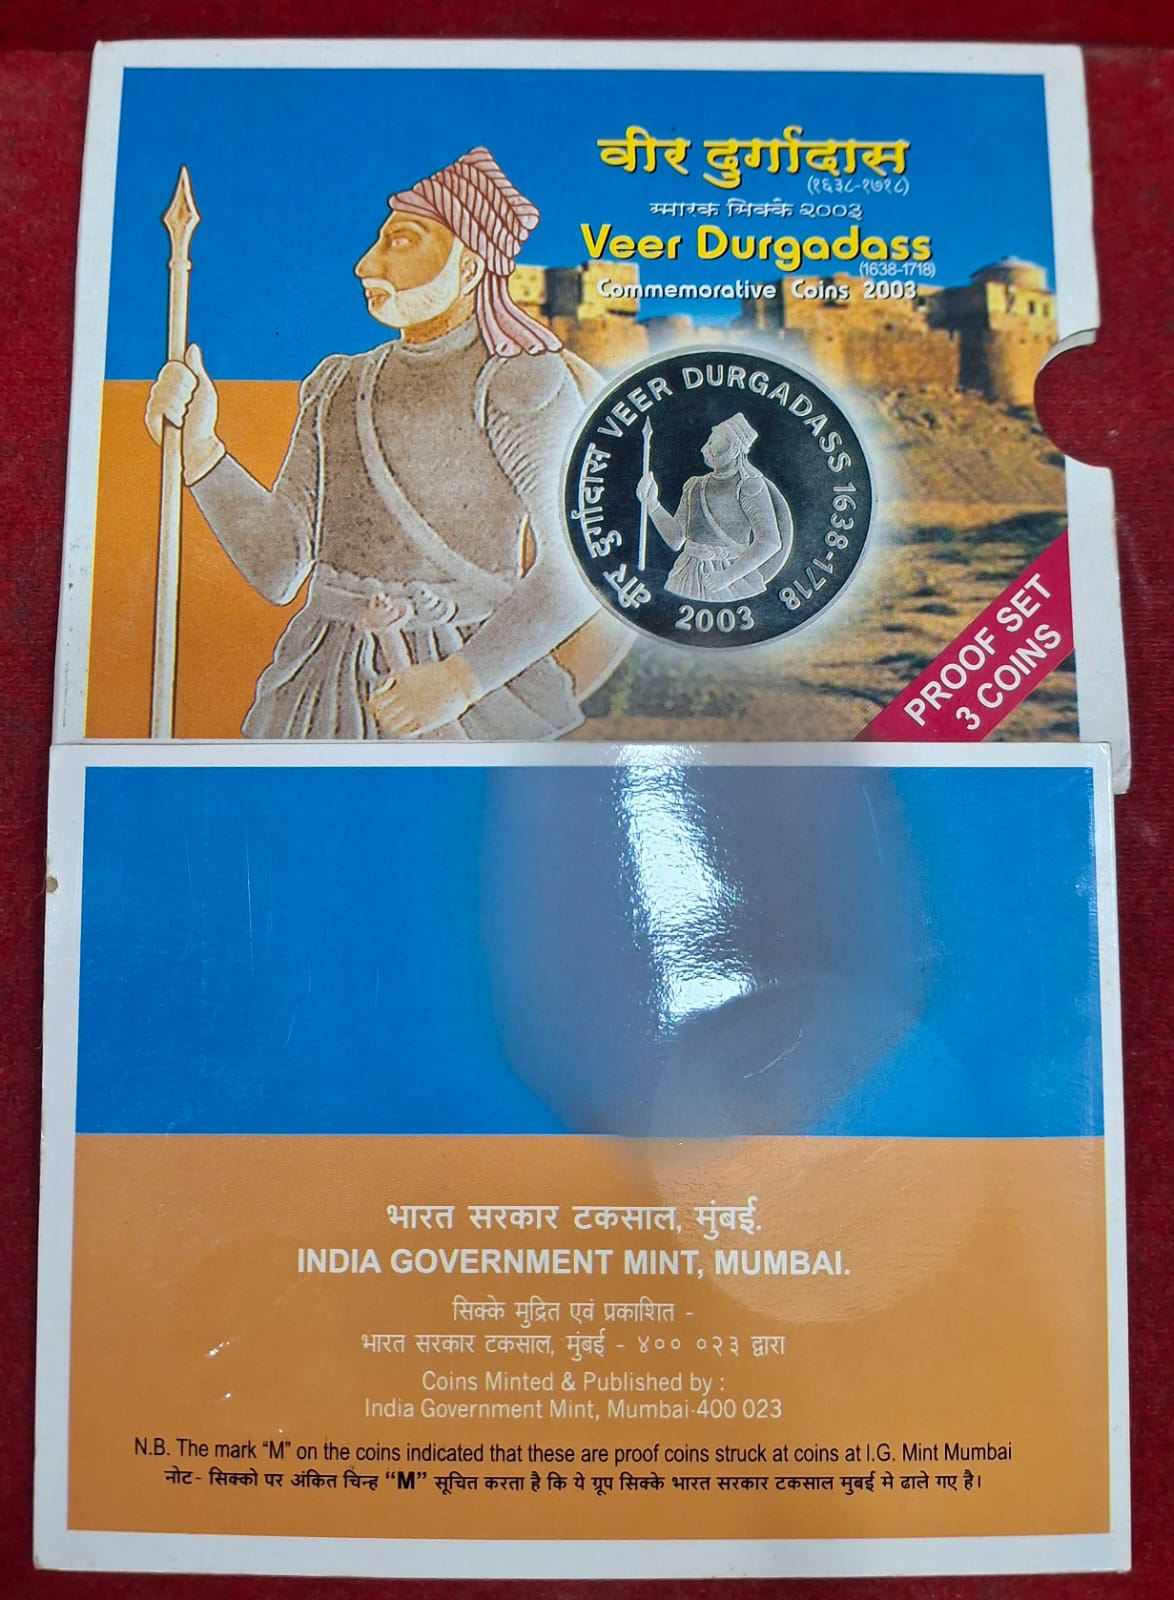 वीर दुर्गादास
(१६३८-१७१८)
स्मारक सिक्के २००३
Veer Durgadass
(1638-1718)
Commemorative Coins 2003
वीर दुर्गादास VEER DURGADASS 1638-1718
2003
PROOF SET
3 COINS
भारत सरकार टकसाल, मुंबई.
INDIA GOVERNMENT MINT, MUMBAI.
सिक्के मुद्रित एवं प्रकाशित -
भारत सरकार टकसाल, मुंबई - ४०० ०२३ द्वारा
Coins Minted & Published by :
India Government Mint, Mumbai-400 023
N.B. The mark “M” on the coins indicated that these are proof coins struck at coins at I.G. Mint Mumbai
नोट- सिक्को पर अंकित चिन्ह “M” सूचित करता है कि ये प्रूप सिक्के भारत सरकार टकसाल मुबई मे ढाले गए है।